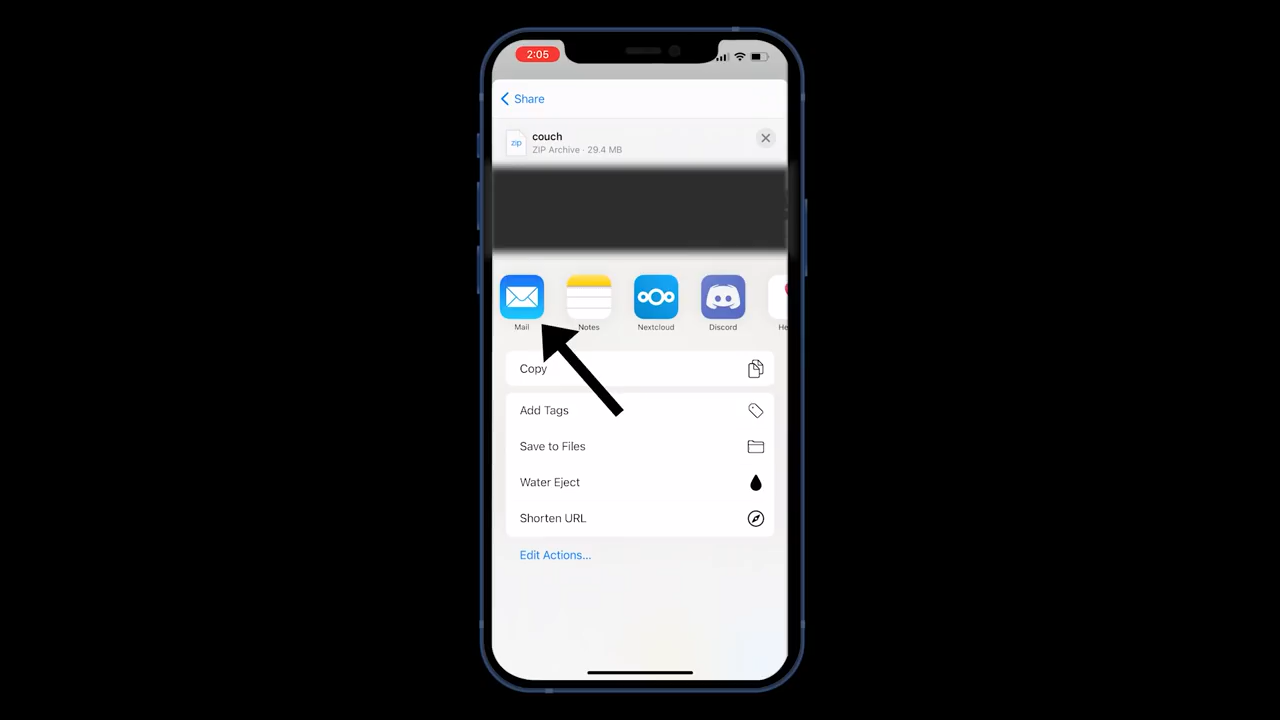 2:05
Share
zip
couch
ZIP Archive · 29.4 MB
Mail
Notes
Nextcloud
Discord
Copy
Add Tags
Save to Files
Water Eject
Shorten URL
Edit Actions...